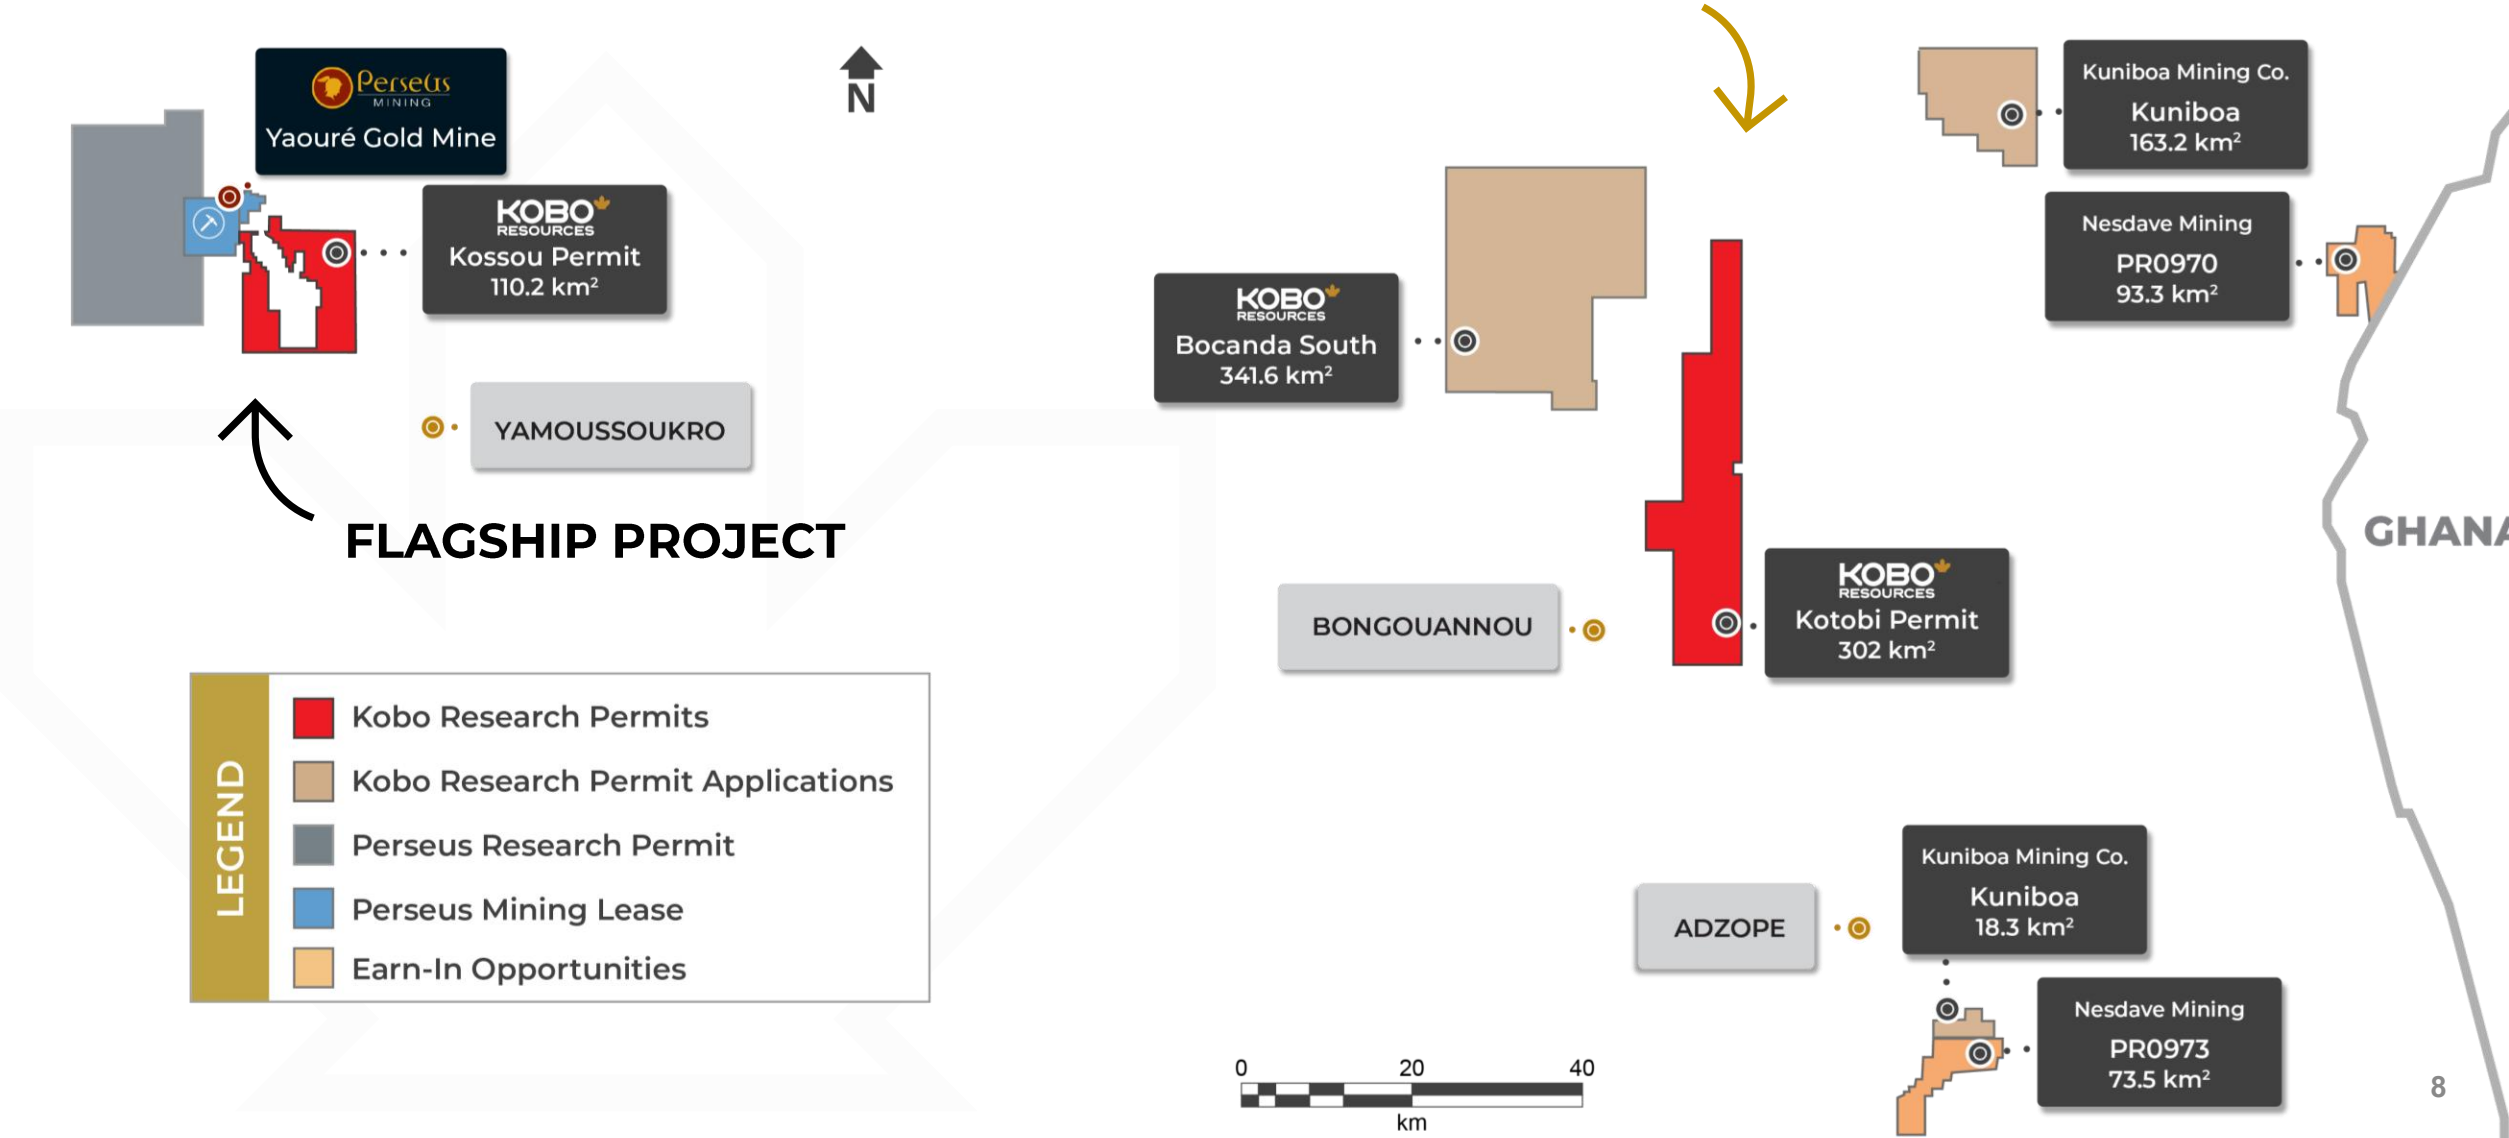 Perseus
MINING
Yaouré Gold Mine
N
KOBO
RESOURCES
Kossou Permit
110.2 km²
YAMOUSSOUKRO
FLAGSHIP PROJECT
KOBO
RESOURCES
Bocanda South
341.6 km²
Kuniboa Mining Co.
Kuniboa
163.2 km²
Nesdave Mining
PR0970
93.3 km²
GHANA
BONGOUANNOU
KOBO
RESOURCES
Kotobi Permit
302 km²
LEGEND
Kobo Research Permits
Kobo Research Permit Applications
Perseus Research Permit
Perseus Mining Lease
Earn-In Opportunities
ADZOPE
Kuniboa Mining Co.
Kuniboa
18.3 km²
Nesdave Mining
PR0973
73.5 km²
0 20 40
km
8